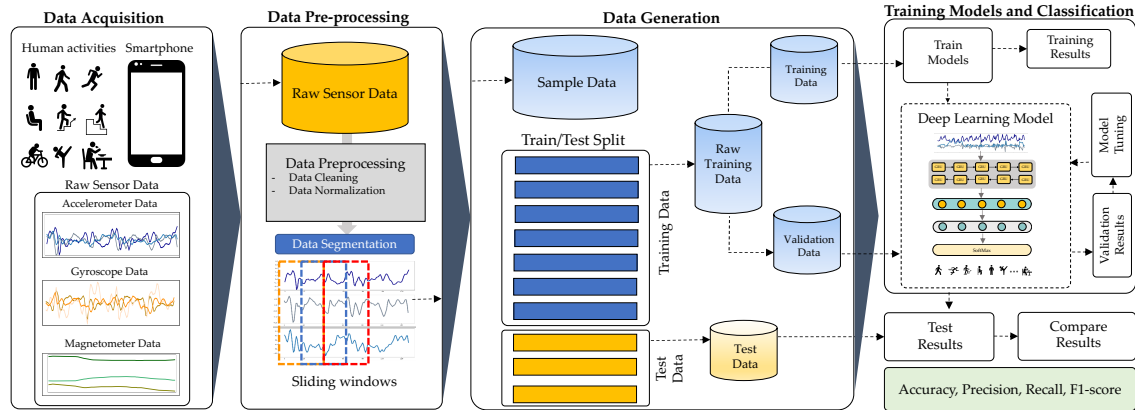 Data Acquisition
Human activities
Smartphone
Raw Sensor Data
Accelerometer Data
Gyroscope Data
Magnetometer Data
Data Pre-processing
Raw Sensor Data
Data Preprocessing
- Data Cleaning
- Data Normalization
Data Segmentation
Sliding windows
Data Generation
Sample Data
Train/Test Split
Training Data
Test
Data
Raw
Training
Data
Training
Data
Validation
Data
Test
Data
Training Models and Classification
Train
Models
Training
Results
Deep Learning Model
SoftMax
Model
Tuning
Validation
Results
Test
Results
Compare
Results
Accuracy, Precision, Recall, F1-score